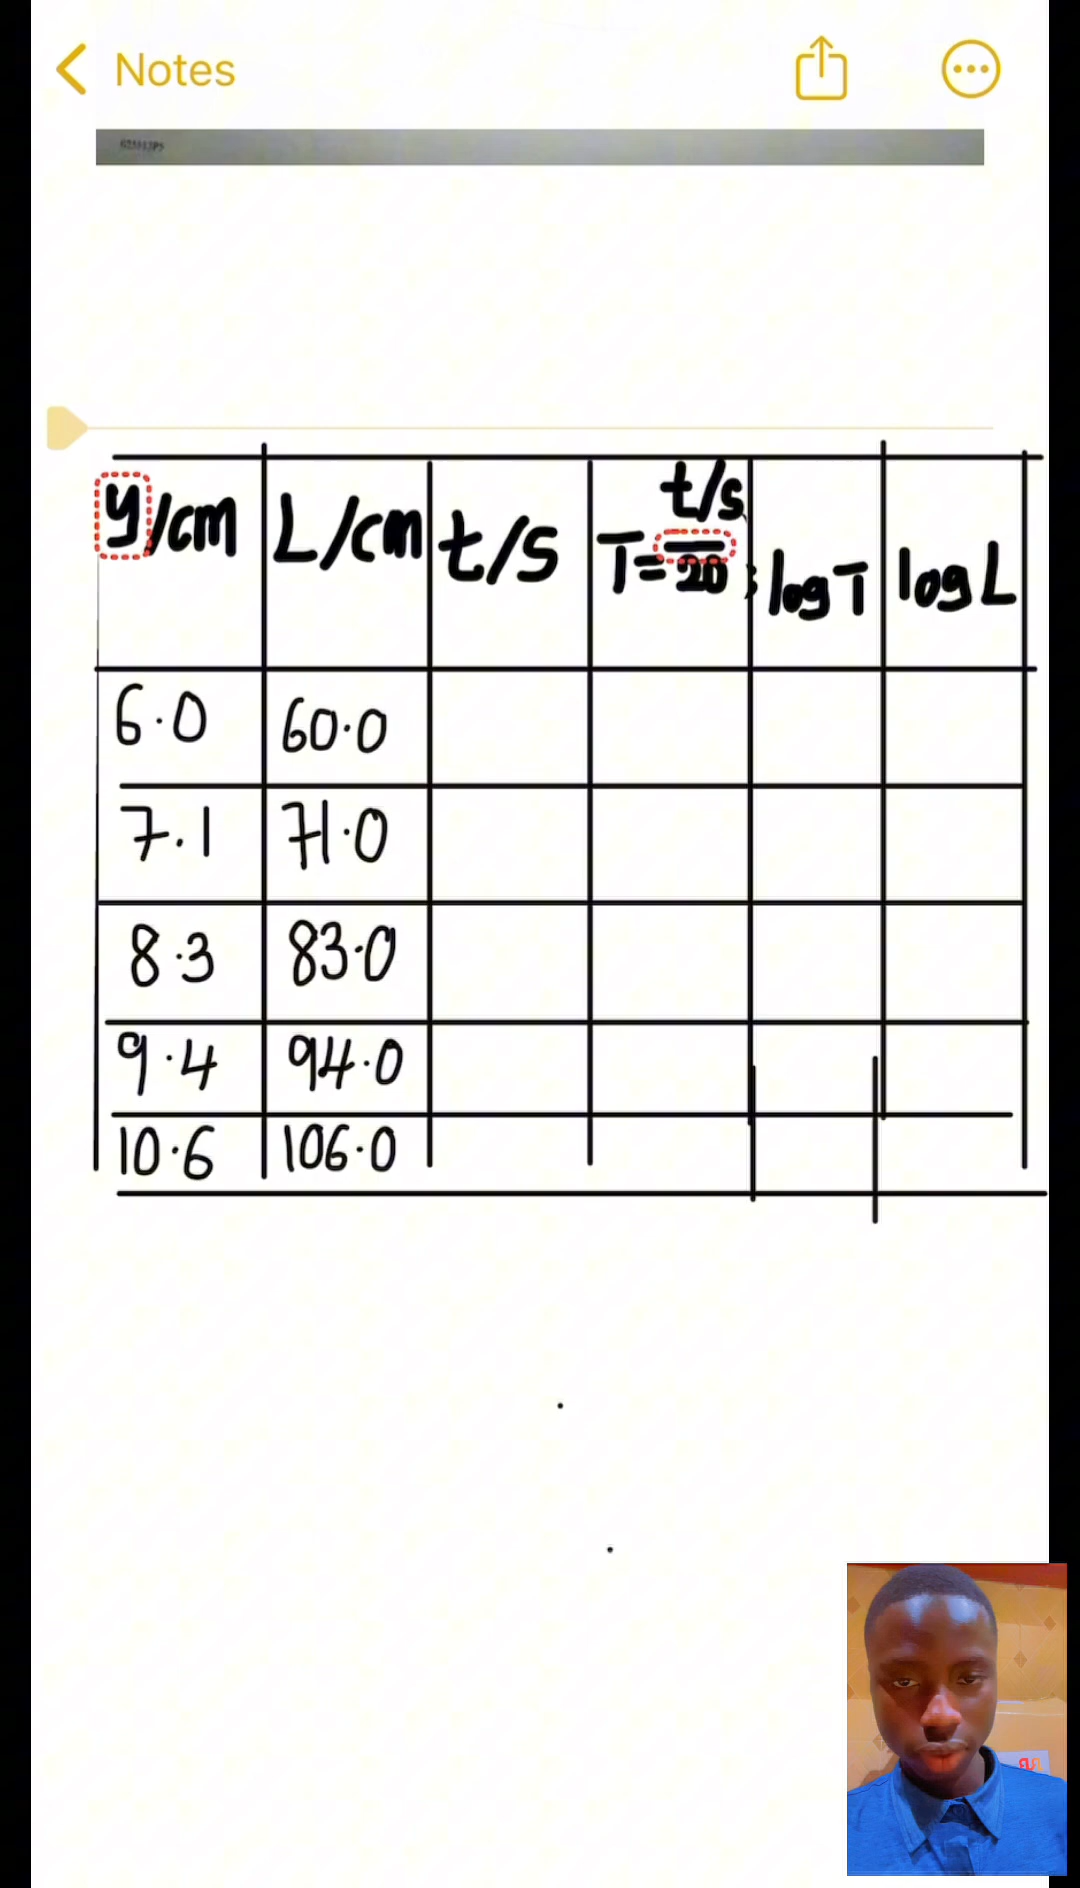 Notes
y/cm L/cm t/s T = t/s / 20 ; log T log L
6.0 60.0
7.1 71.0
8.3 83.0
9.4 94.0
10.6 106.0